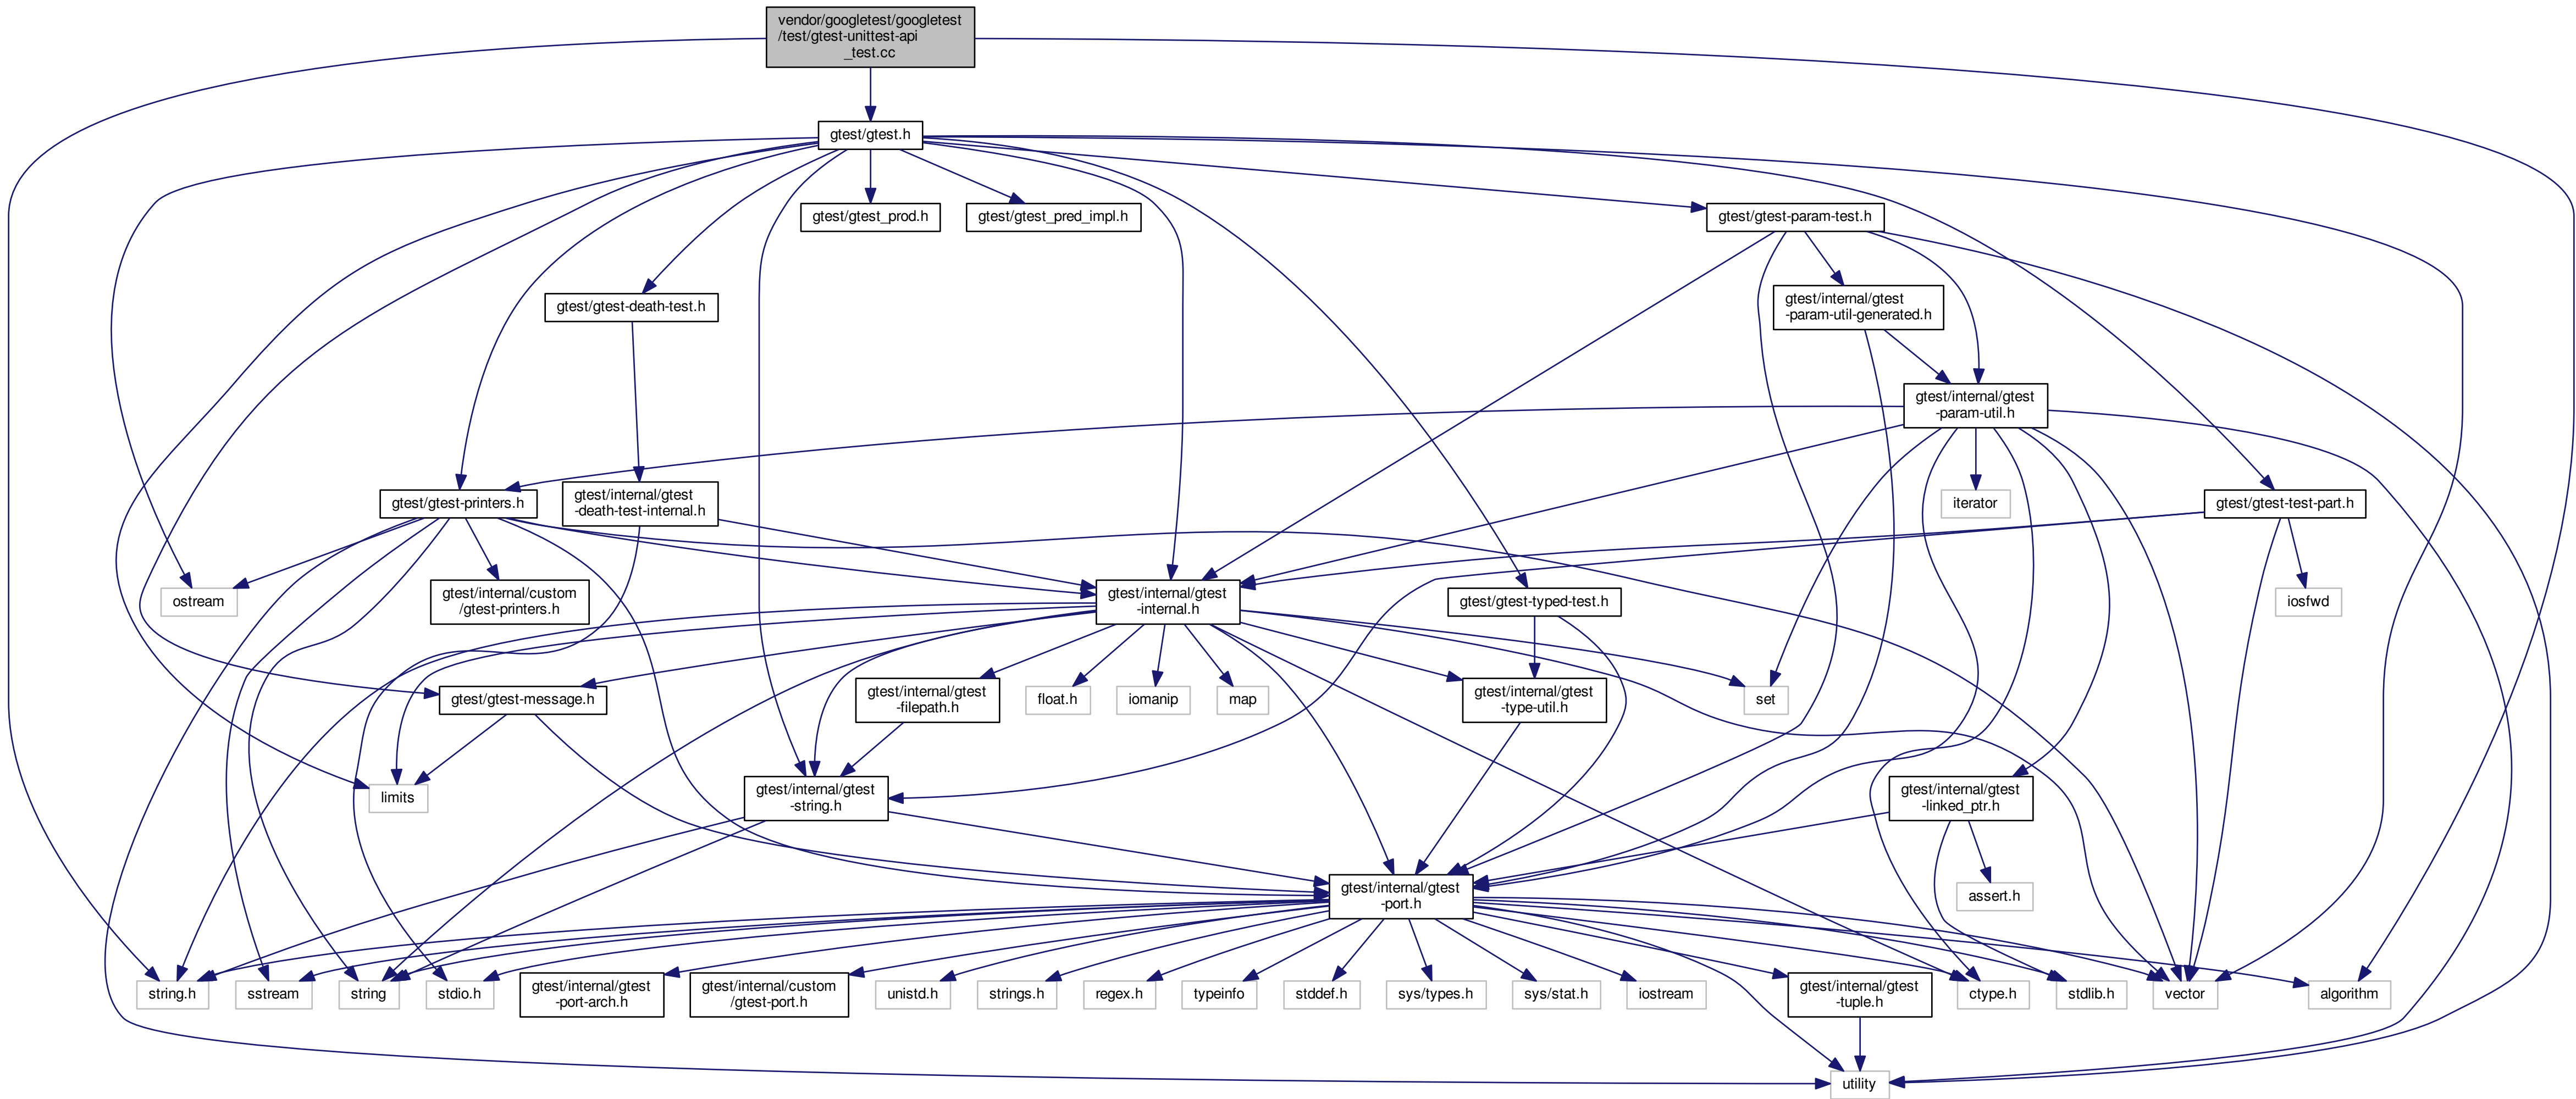 vendor/googletest/googletest
/test/gtest-unittest-api
_test.cc
gtest/gtest.h
gtest/gtest_prod.h
gtest/gtest_pred_impl.h
gtest/gtest-param-test.h
gtest/gtest-death-test.h
gtest/internal/gtest
-param-util-generated.h
gtest/internal/gtest
-param-util.h
gtest/gtest-printers.h
gtest/internal/gtest
-death-test-internal.h
iterator
gtest/gtest-test-part.h
ostream
gtest/internal/custom
/gtest-printers.h
gtest/internal/gtest
-internal.h
gtest/gtest-typed-test.h
iosfwd
gtest/gtest-message.h
gtest/internal/gtest
-filepath.h
float.h
iomanip
map
gtest/internal/gtest
-type-util.h
set
limits
gtest/internal/gtest
-string.h
gtest/internal/gtest
-linked_ptr.h
gtest/internal/gtest
-port.h
assert.h
string.h
sstream
string
stdio.h
gtest/internal/gtest
-port-arch.h
gtest/internal/custom
/gtest-port.h
unistd.h
strings.h
regex.h
typeinfo
stddef.h
sys/types.h
sys/stat.h
iostream
gtest/internal/gtest
-tuple.h
ctype.h
stdlib.h
vector
algorithm
utility